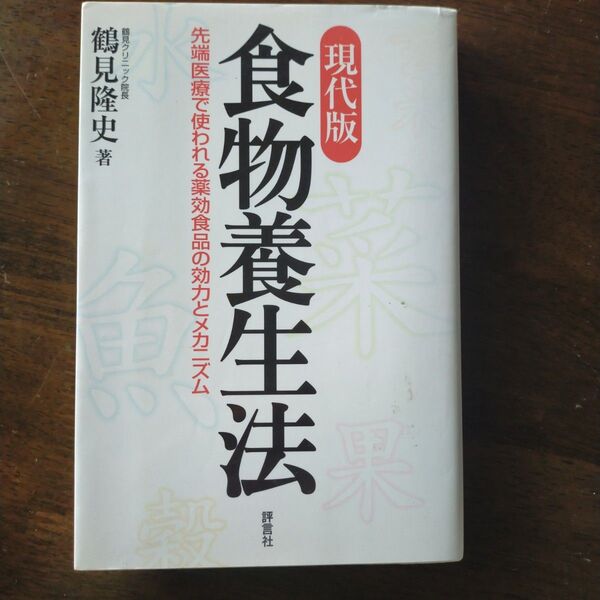 現代版
食物養生法
先端医療で使われる薬効食品の効力とメカニズム
鶴見クリニック院長
鶴見隆史 著
評言社
水
菜
魚
果
穀